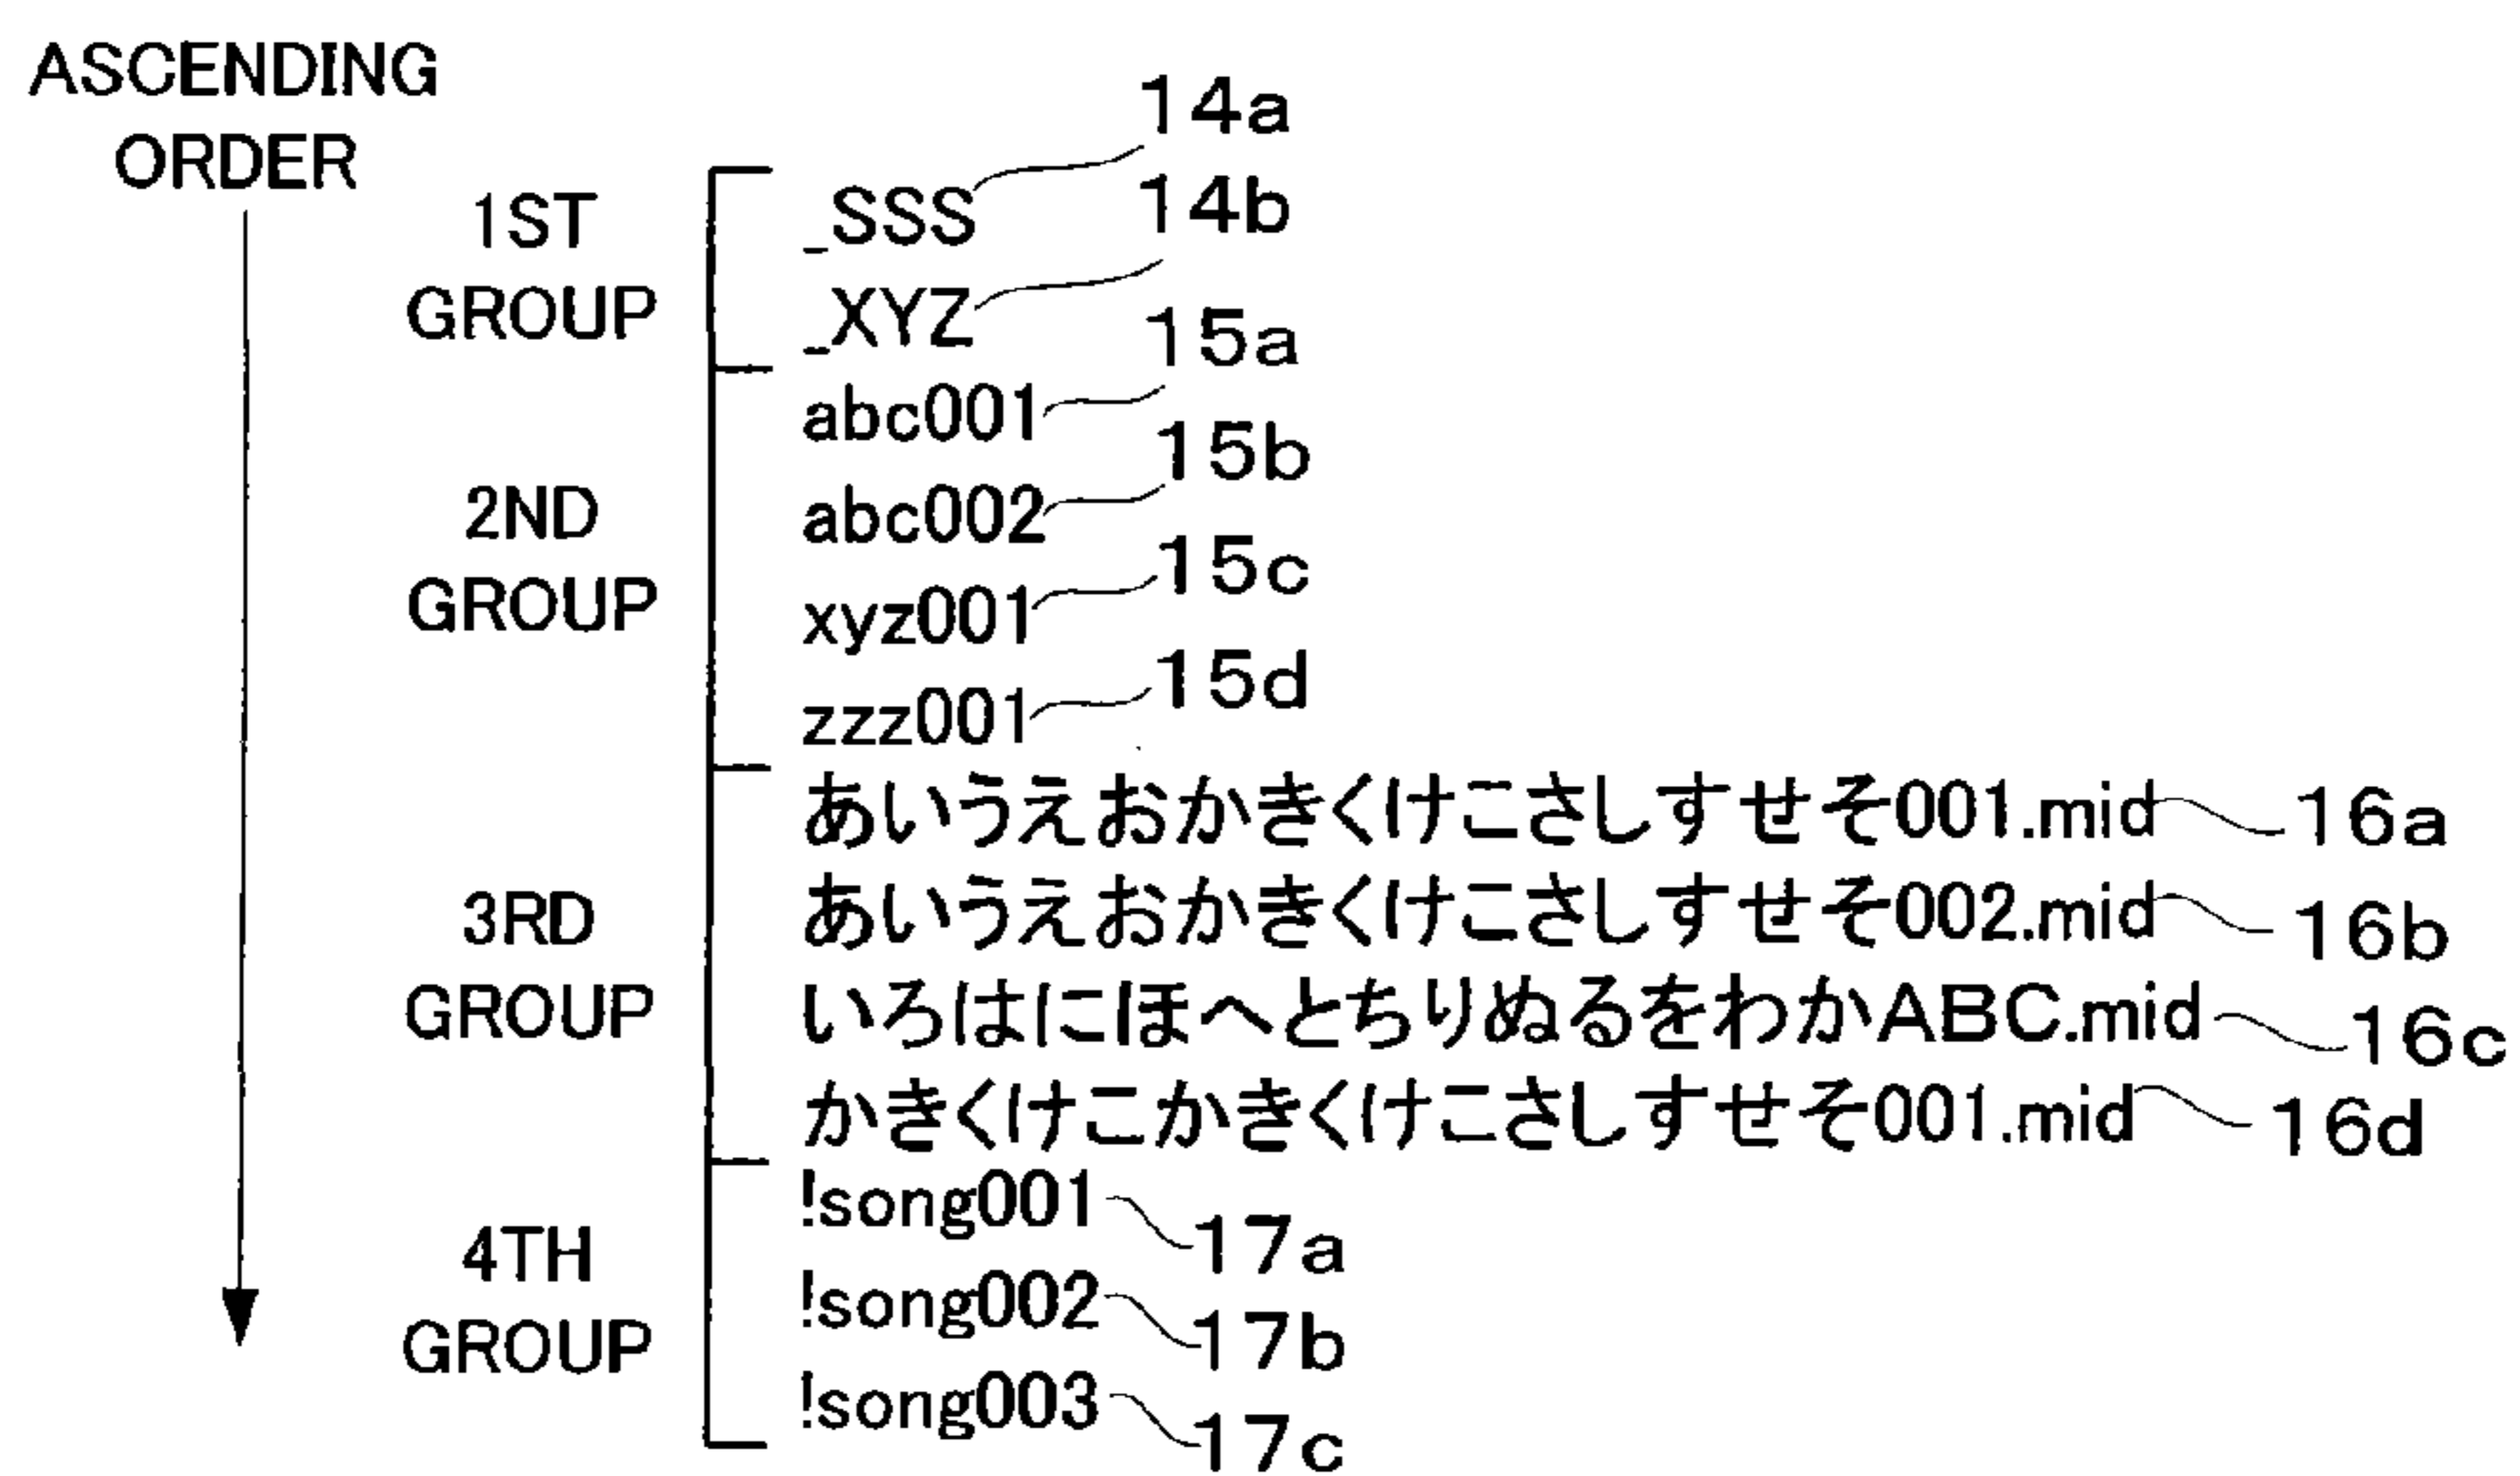 ASCENDING
ORDER
1ST
GROUP
_SSS 14a
_XYZ 14b
2ND
GROUP
abc001 15a
abc002 15b
xyz001 15c
zzz001 15d
3RD
GROUP
あいうえおかきくけこさしすせそ001.mid 16a
あいうえおかきくけこさしすせそ002.mid 16b
いろはにほへとちりぬるをわかABC.mid 16c
かきくけこかきくけこさしすせそ001.mid 16d
4TH
GROUP
!song001 17a
!song002 17b
!song003 17c